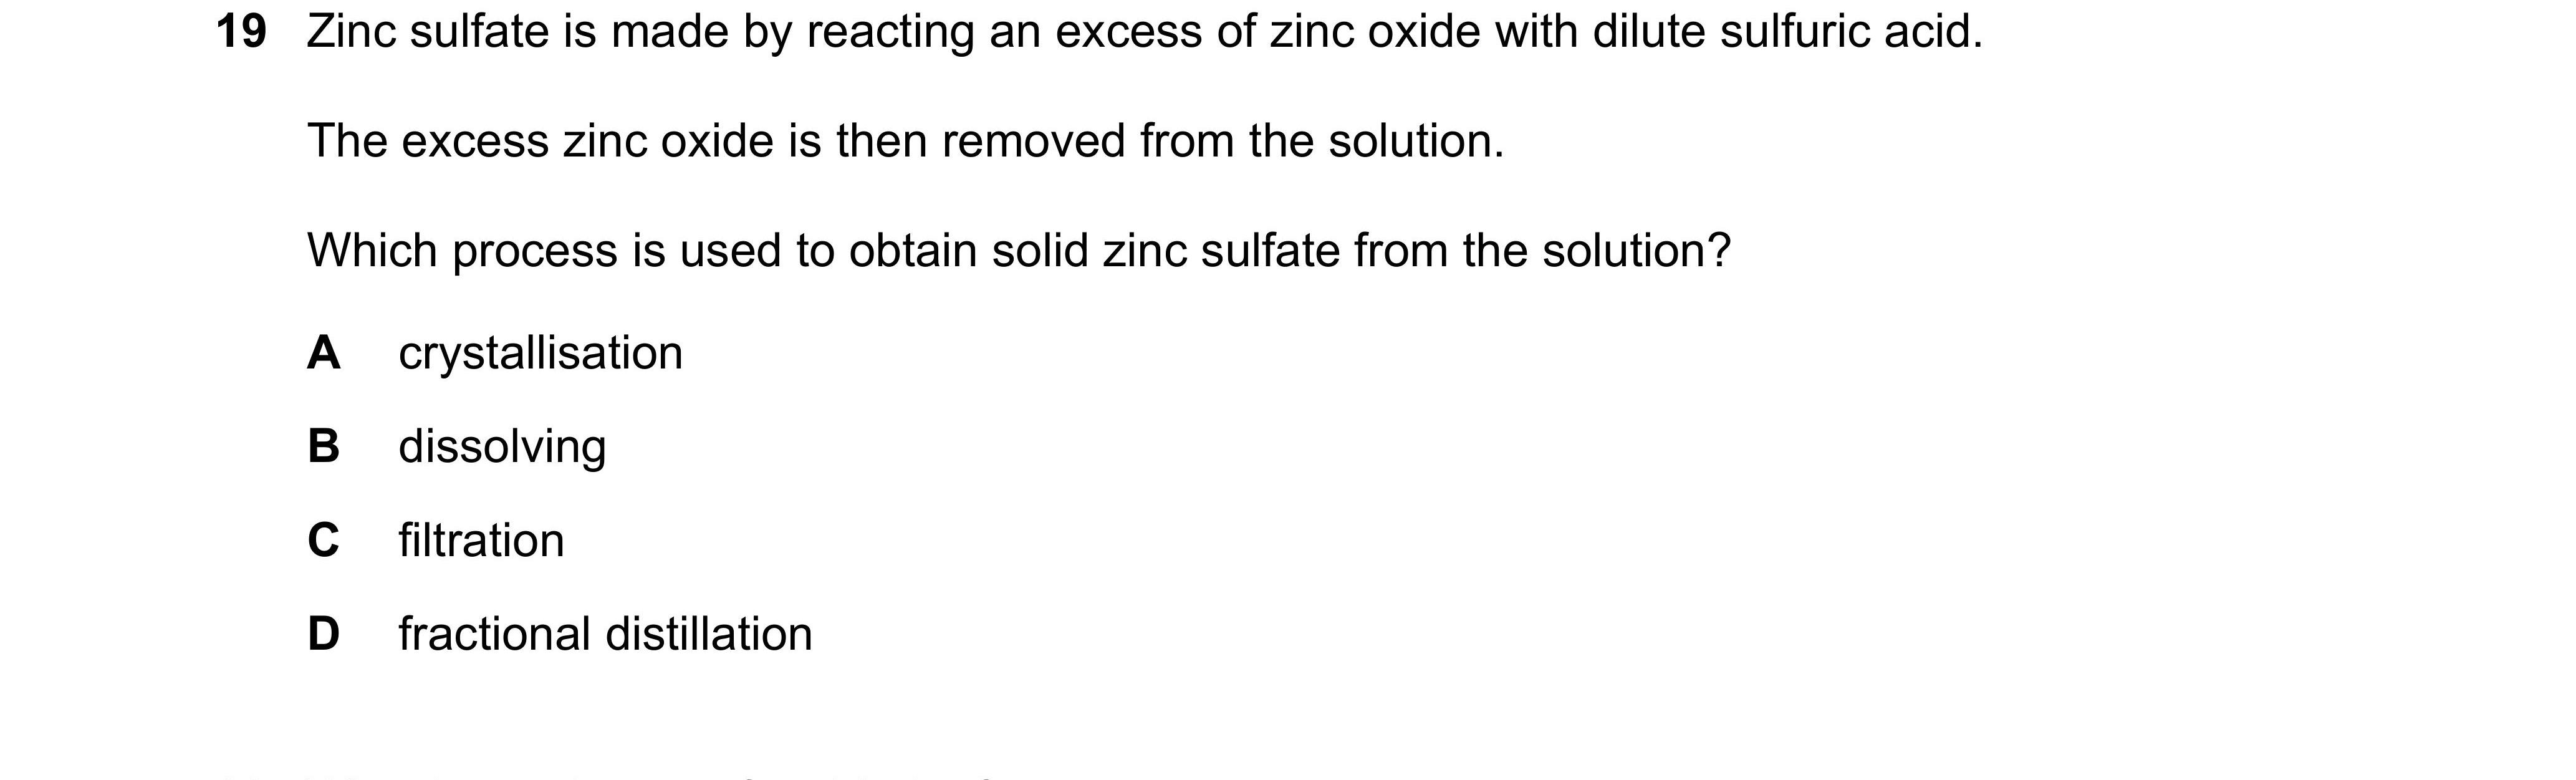 19 Zinc sulfate is made by reacting an excess of zinc oxide with dilute sulfuric acid.
The excess zinc oxide is then removed from the solution.
Which process is used to obtain solid zinc sulfate from the solution?
A crystallisation
B dissolving
C filtration
D fractional distillation